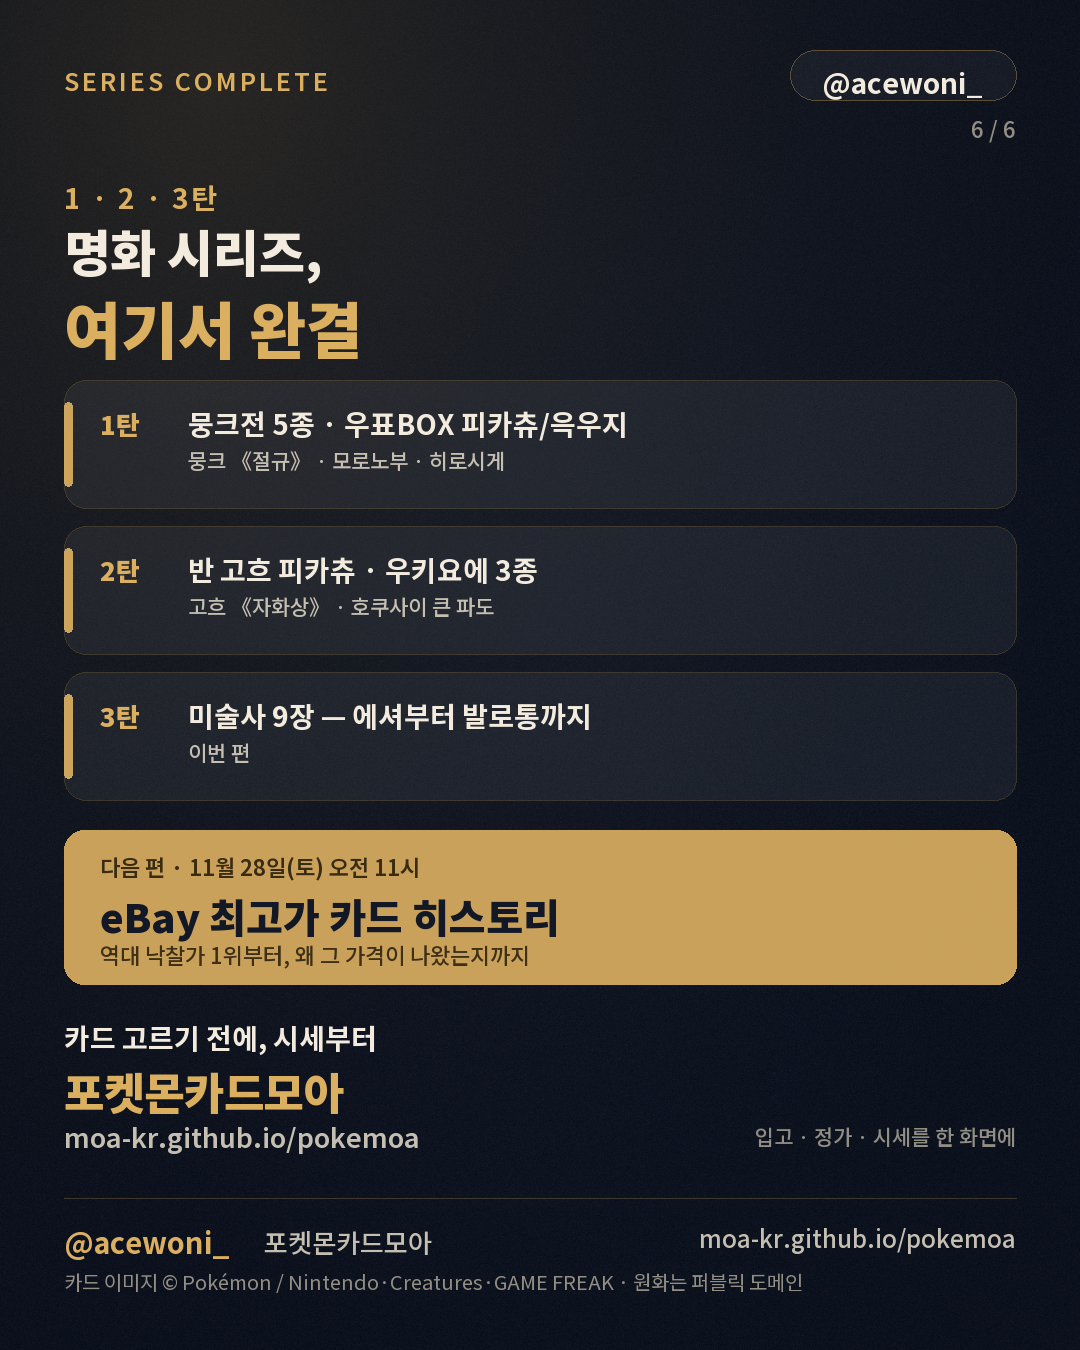 SERIES COMPLETE
@acewoni_
6 / 6
1 · 2 · 3탄
명화 시리즈,
여기서 완결
1탄
뭉크전 5종 · 우표BOX 피카츄/윽우지
뭉크 《절규》 · 모로노부 · 히로시게
2탄
반 고흐 피카츄 · 우키요에 3종
고흐 《자화상》 · 호쿠사이 큰 파도
3탄
미술사 9장 — 에셔부터 발로통까지
이번 편
다음 편 · 11월 28일(토) 오전 11시
eBay 최고가 카드 히스토리
역대 낙찰가 1위부터, 왜 그 가격이 나왔는지까지
카드 고르기 전에, 시세부터
포켓몬카드모아
moa-kr.github.io/pokemoa
입고 · 정가 · 시세를 한 화면에
@acewoni_ 포켓몬카드모아
moa-kr.github.io/pokemoa
카드 이미지 © Pokémon / Nintendo·Creatures·GAME FREAK · 원화는 퍼블릭 도메인